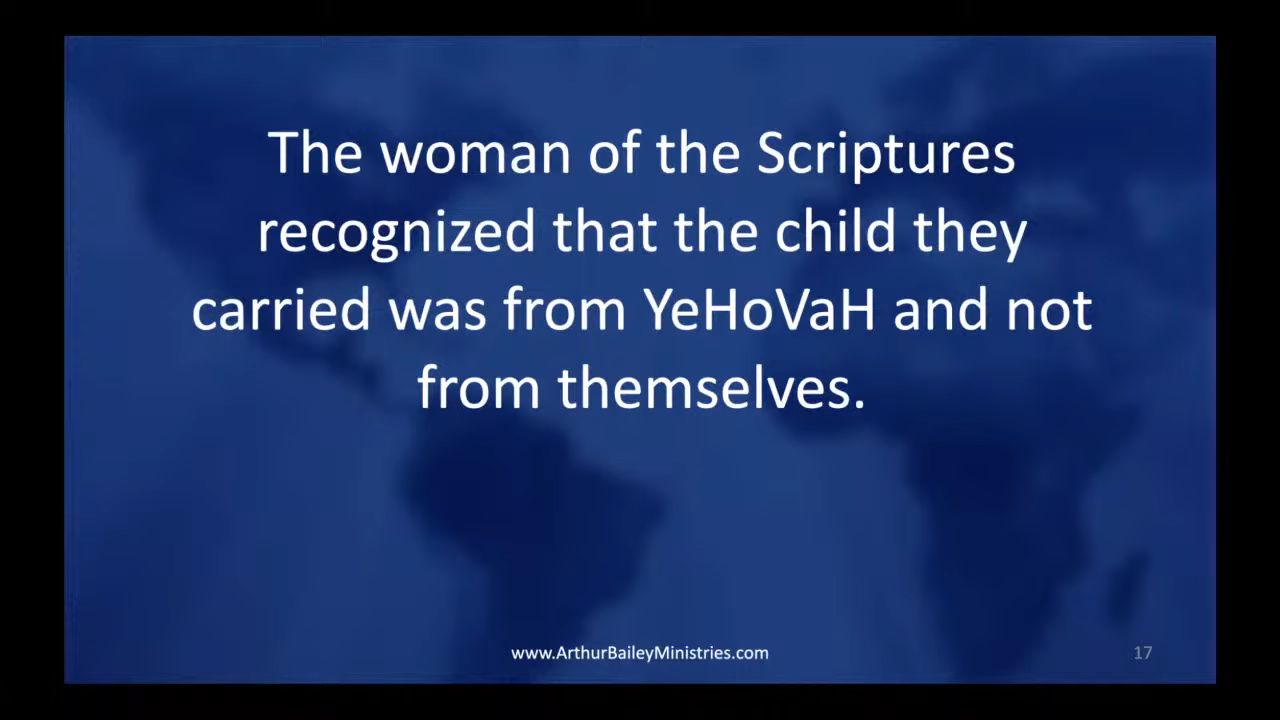 The woman of the Scriptures
recognized that the child they
carried was from YeHoVaH and not
from themselves.
www.ArthurBaileyMinistries.com
17